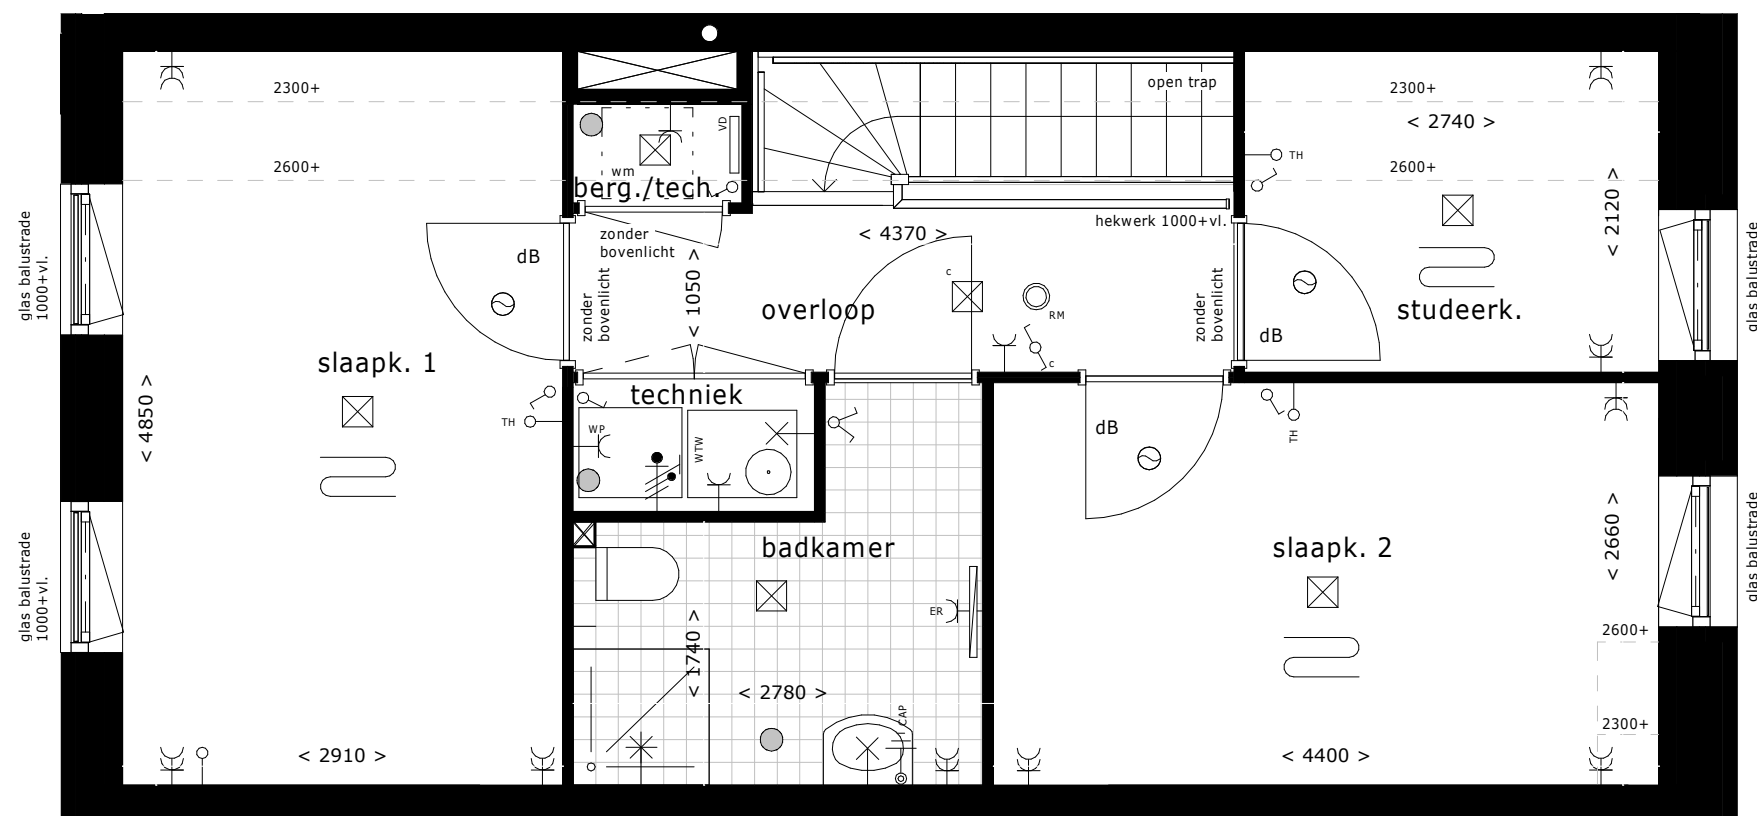 open trap
2300+
2300+
VD
< 2740 >
TH
2600+
wm
2600+
berg./tech.
glas balustrade
1000+vl.
zonder
bovenlicht
< 4370 >
hekwerk 1000+vl.
< 2120 >
glas balustrade
dB
zonder
bovenlicht
< 1050 >
c
overloop
RM
zonder
bovenlicht
studeerk.
dB
slaapk. 1
c
techniek
< 4850 >
TH
WP
WTW
TH
dB
badkamer
slaapk. 2
< 2660 >
glas balustrade
glas balustrade
1000+vl.
ER
< 1740 >
2600+
< 2780 >
CAP
2300+
< 2910 >
< 4400 >